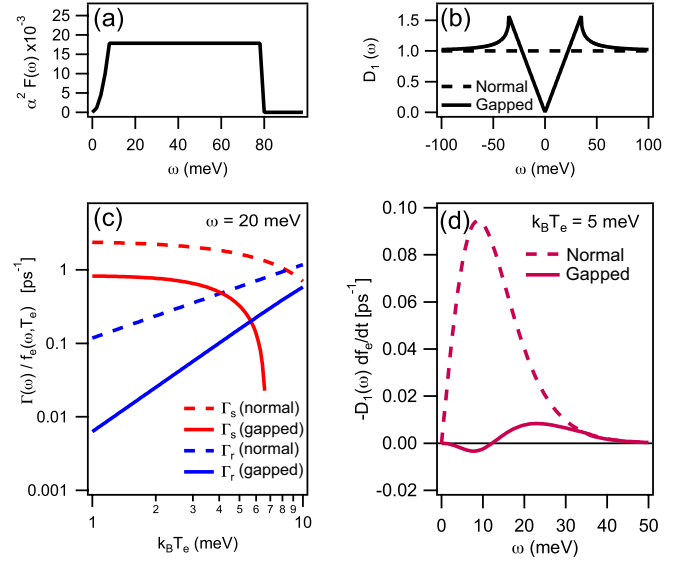 (a)
α² F(ω) x10⁻³
25
20
15
10
5
0
0 20 40 60 80
ω (meV)
(b)
D₁ (ω)
1.5
1.0
0.5
0.0
Normal
Gapped
-100 -50 0 50 100
ω (meV)
(c)
ω = 20 meV
Γ(ω) / fₑ(ω,Tₑ) [ps⁻¹]
1
0.1
0.01
0.001
Γₛ (normal)
Γₛ (gapped)
Γᵣ (normal)
Γᵣ (gapped)
1 2 3 4 5 6 7 8 9 10
k_BTₑ (meV)
(d)
k_BTₑ = 5 meV
Normal
Gapped
-D₁(ω) dfₑ/dt [ps⁻¹]
0.10
0.08
0.06
0.04
0.02
0.00
-0.02
0 10 20 30 40 50
ω (meV)